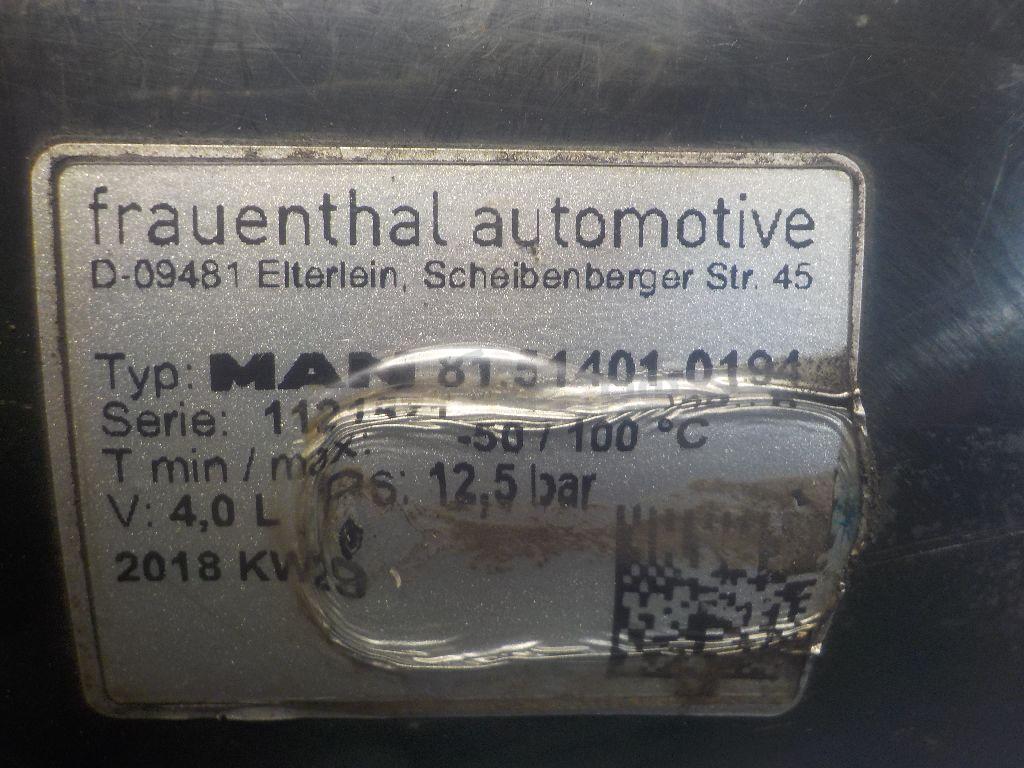 frauenthal automotive
D-09481 Elterlein, Scheibenberger Str. 45
Typ: MAN 81.51401-0194
Serie:
T min / max: -50 / 100 °C
V: 4,0 L PS: 12,5 bar
2018 KW29